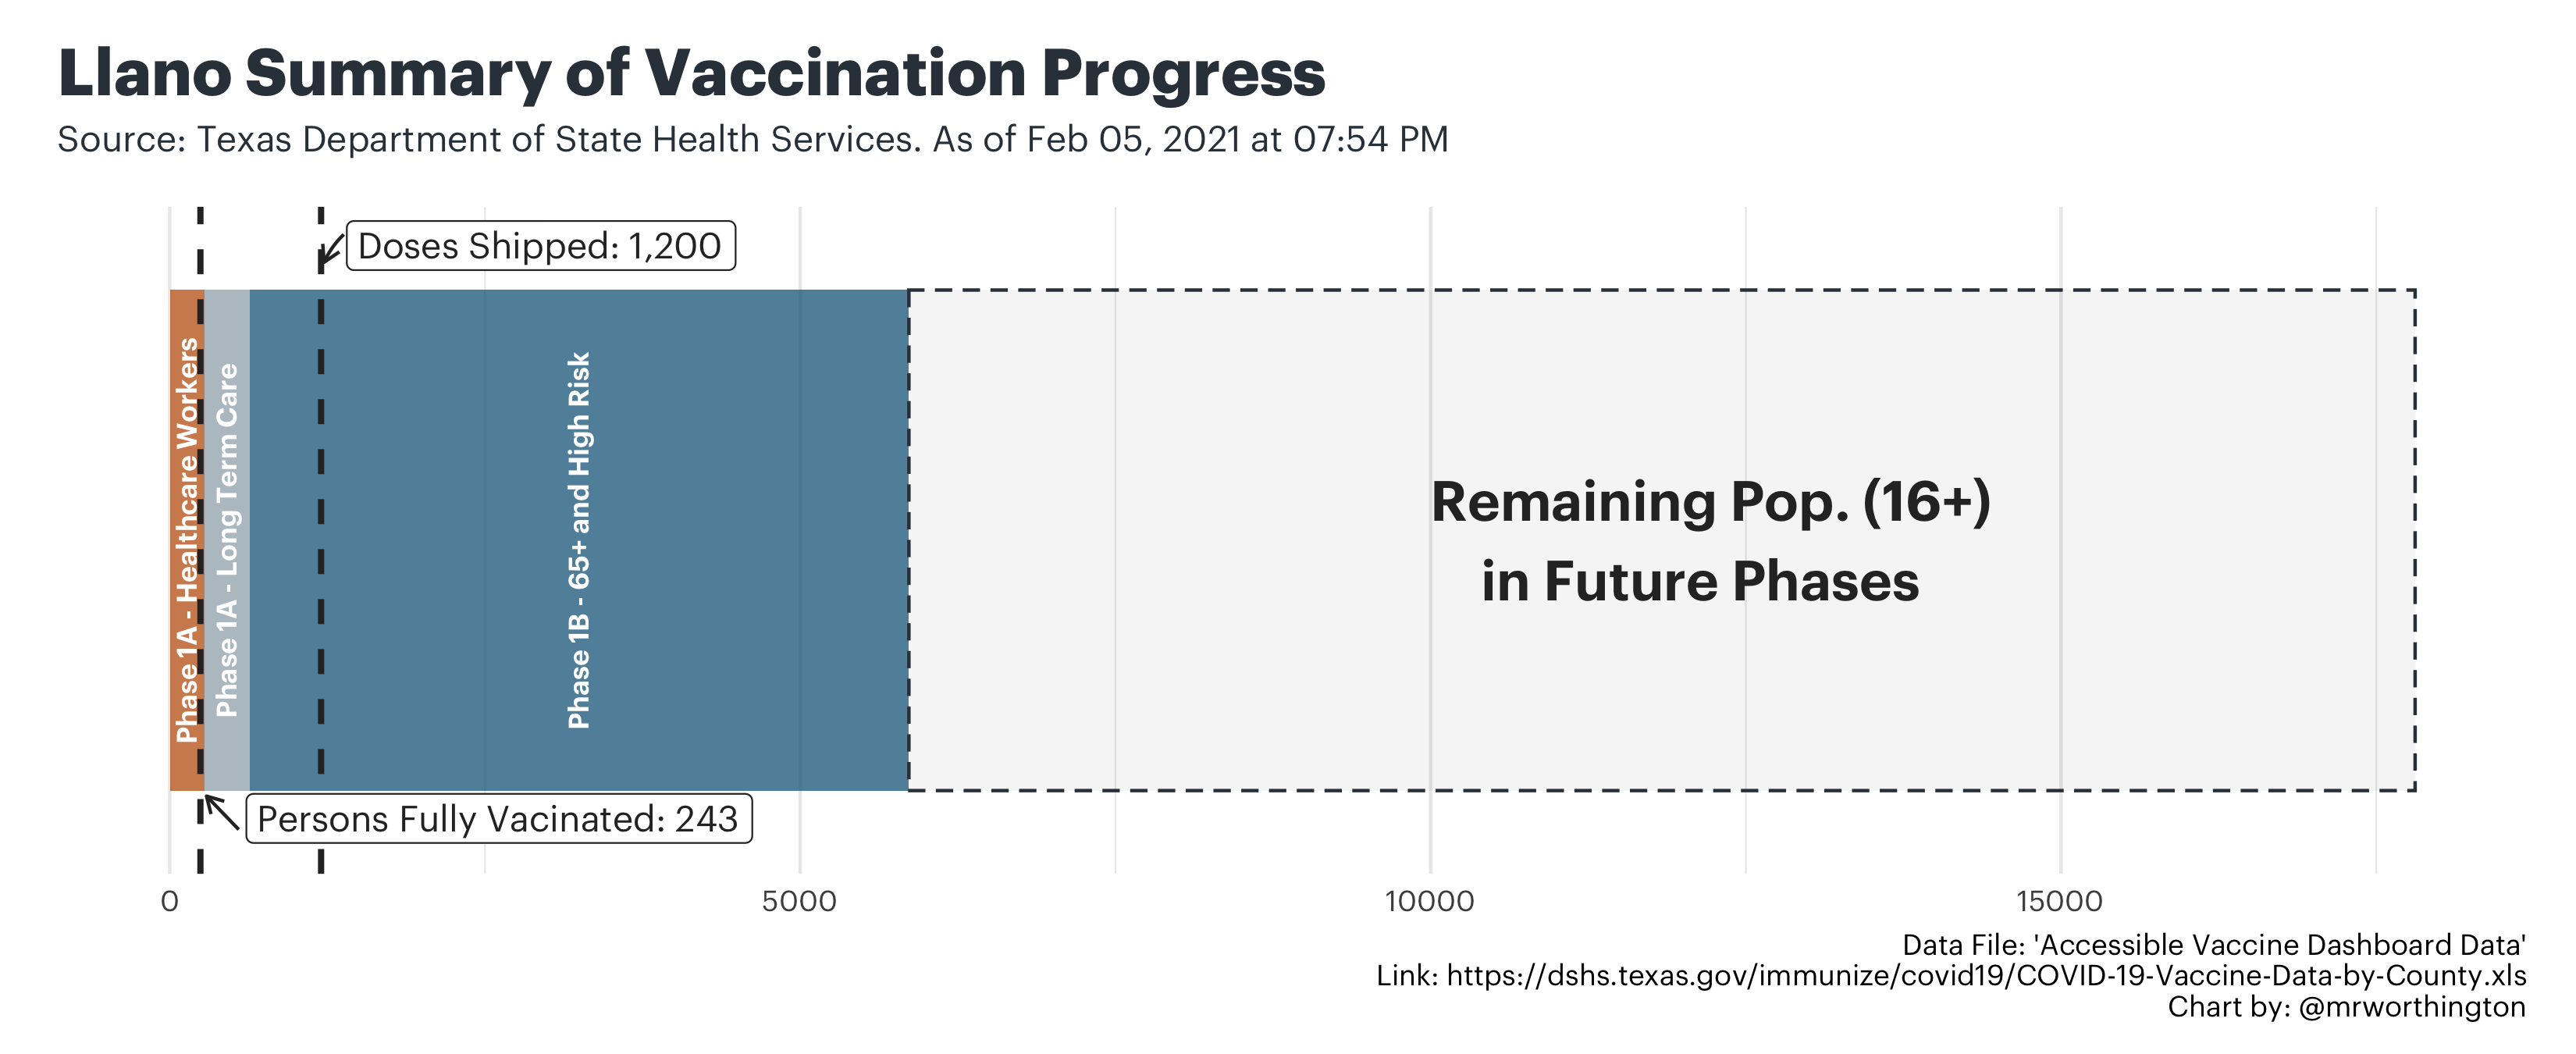 Llano Summary of Vaccination Progress
Source: Texas Department of State Health Services. As of Feb 05, 2021 at 07:54 PM
Doses Shipped: 1,200
Phase 1A - Healthcare Workers
Phase 1A - Long Term Care
Phase 1B - 65+ and High Risk
Remaining Pop. (16+)
in Future Phases
Persons Fully Vacinated: 243
0
5000
10000
15000
Data File: 'Accessible Vaccine Dashboard Data'
Link: https://dshs.texas.gov/immunize/covid19/COVID-19-Vaccine-Data-by-County.xls
Chart by: @mrworthington